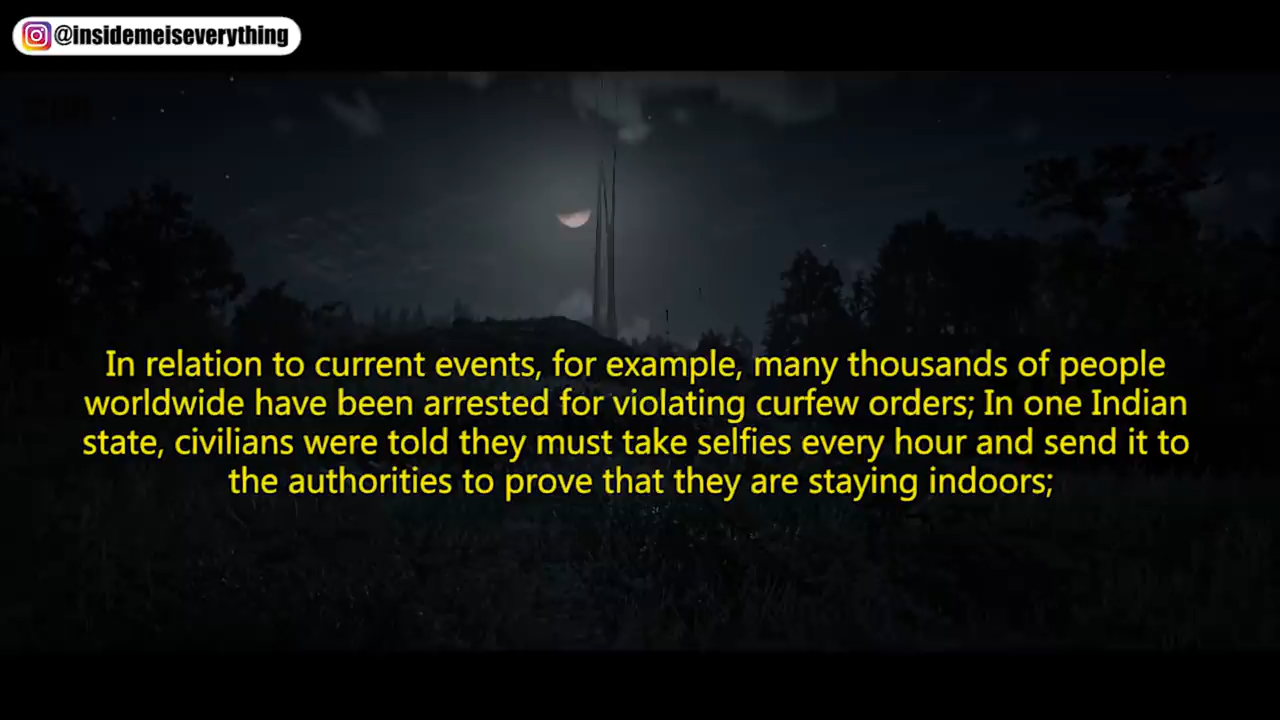 @insidemeiseverything
In relation to current events, for example, many thousands of people
worldwide have been arrested for violating curfew orders; In one Indian
state, civilians were told they must take selfies every hour and send it to
the authorities to prove that they are staying indoors;